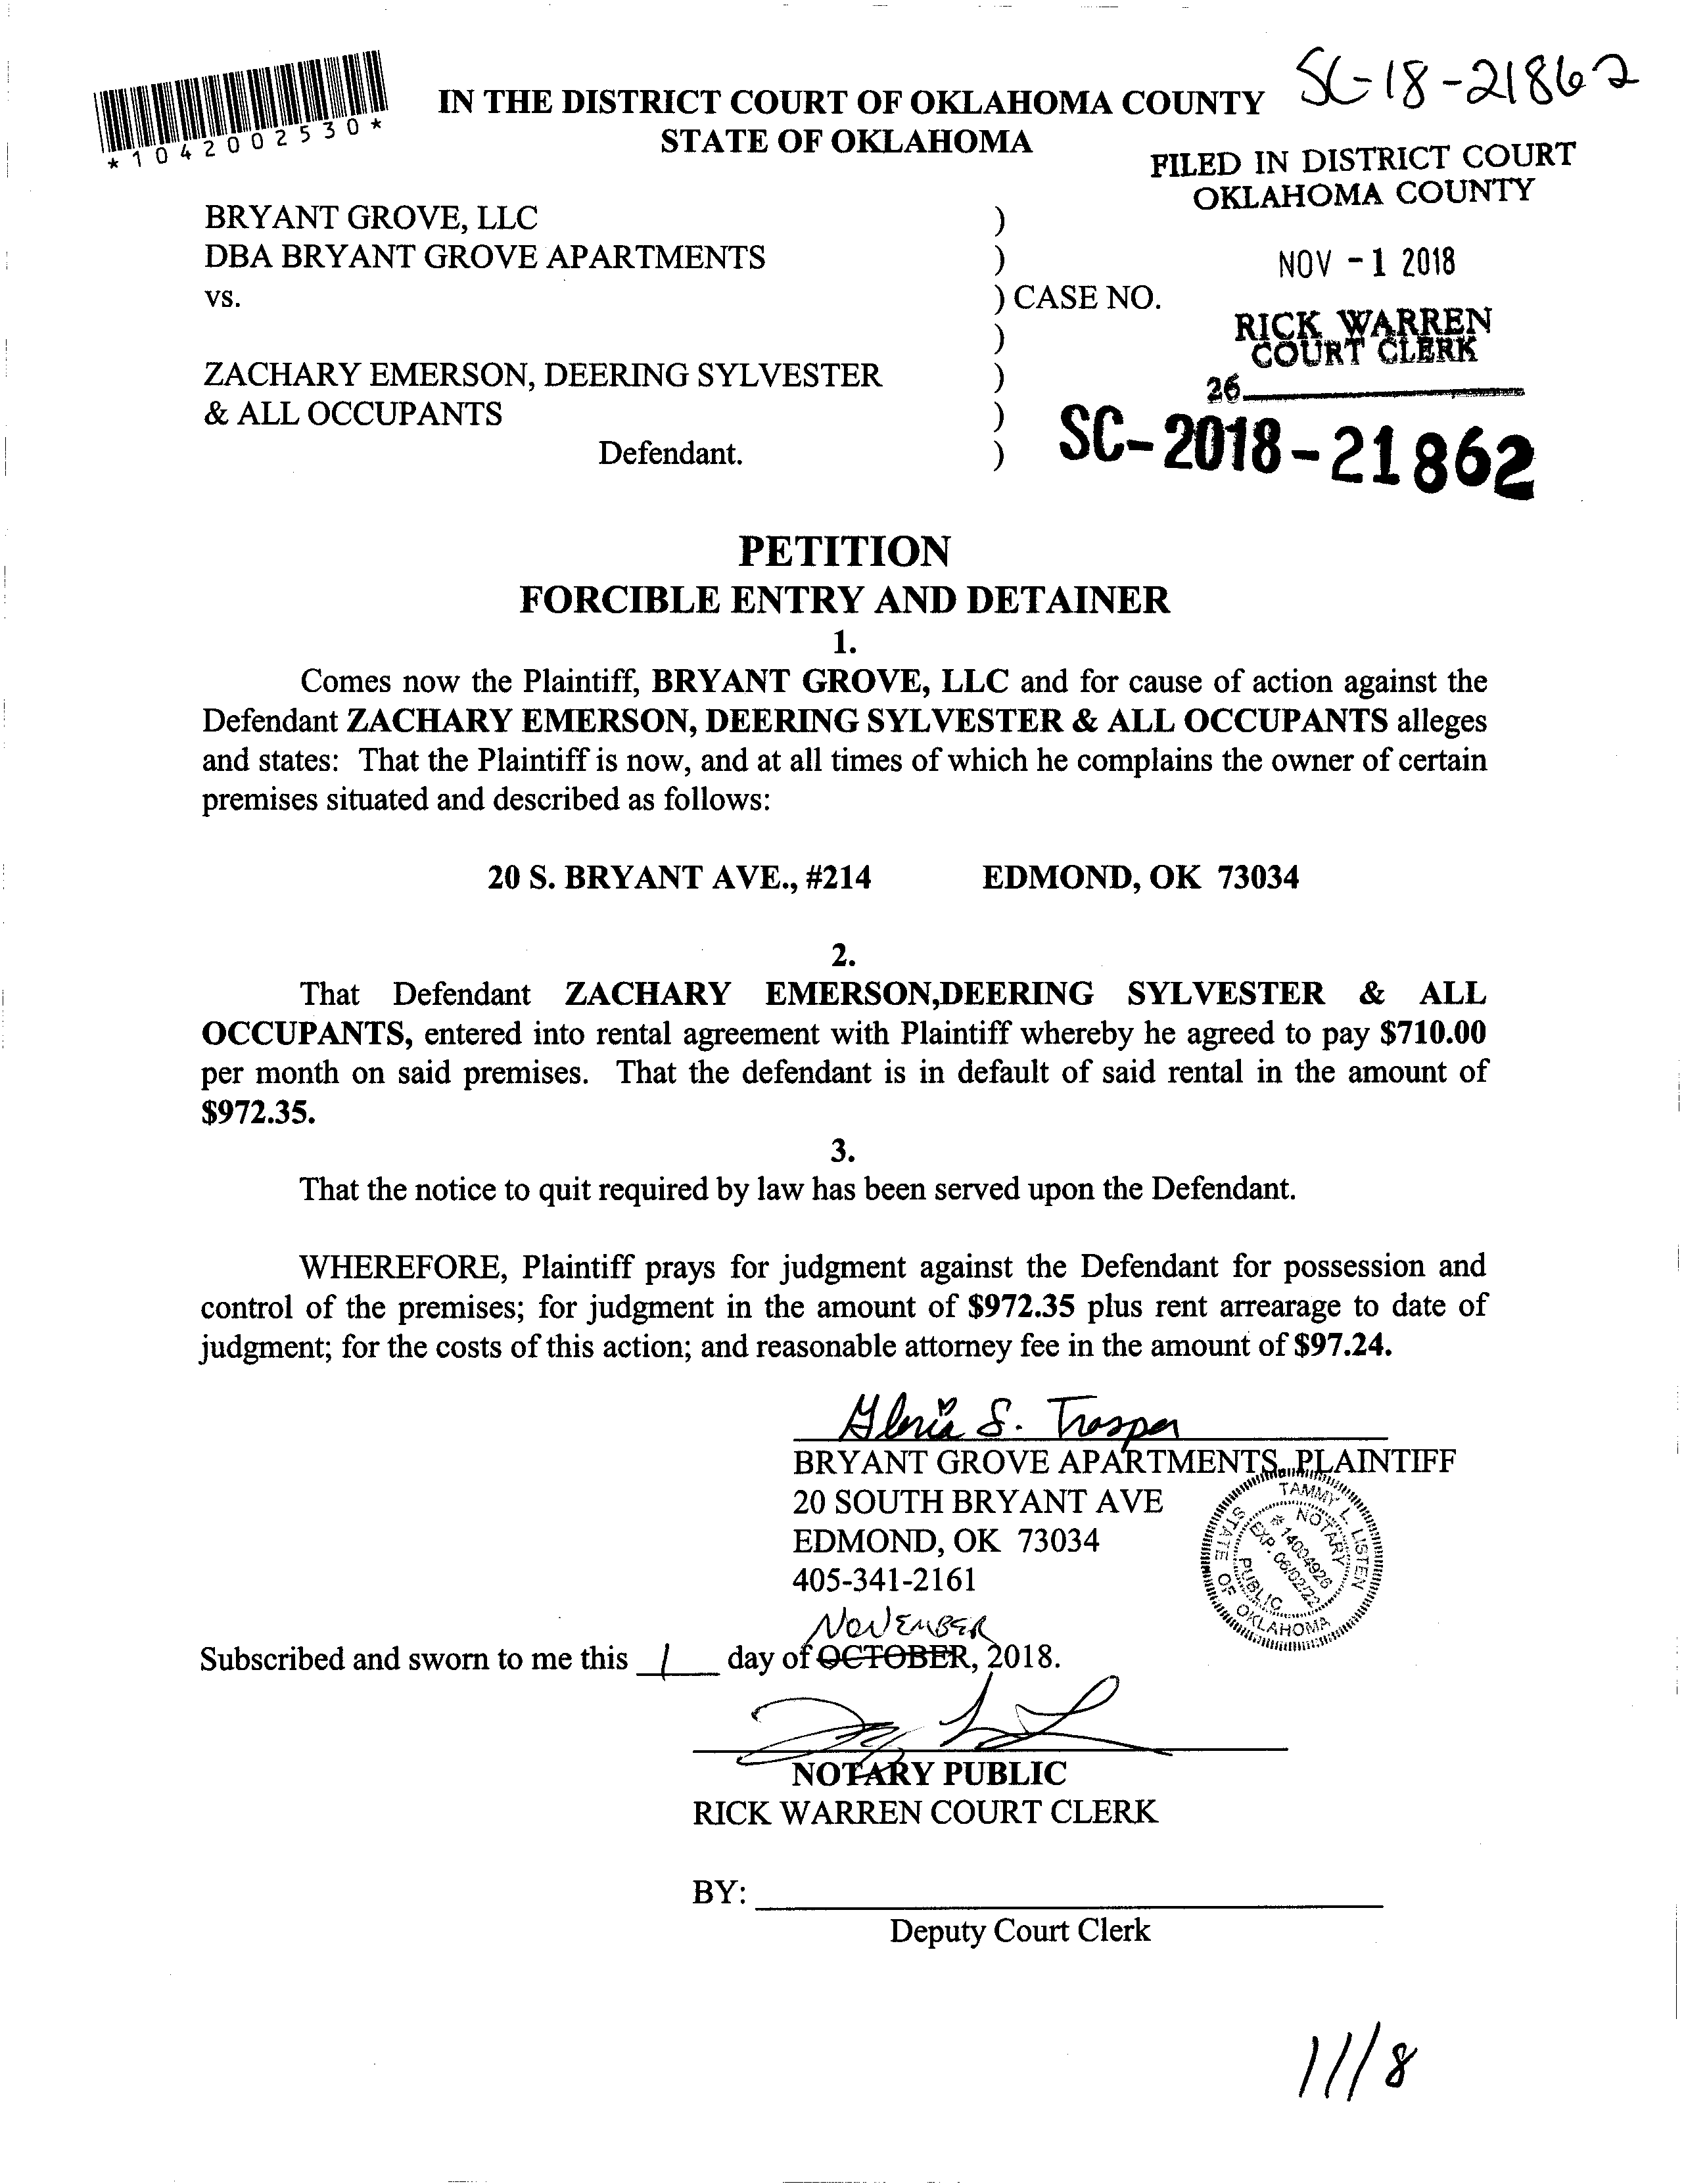 SC-18-21862
*1042002530*
IN THE DISTRICT COURT OF OKLAHOMA COUNTY
STATE OF OKLAHOMA
FILED IN DISTRICT COURT
OKLAHOMA COUNTY
NOV -1 2018
RICK WARREN
COURT CLERK
26
SC-2018-21862
BRYANT GROVE, LLC )
DBA BRYANT GROVE APARTMENTS )
vs. ) CASE NO.
)
ZACHARY EMERSON, DEERING SYLVESTER )
& ALL OCCUPANTS )
Defendant. )
PETITION
FORCIBLE ENTRY AND DETAINER
1.
Comes now the Plaintiff, BRYANT GROVE, LLC and for cause of action against the
Defendant ZACHARY EMERSON, DEERING SYLVESTER & ALL OCCUPANTS alleges
and states: That the Plaintiff is now, and at all times of which he complains the owner of certain
premises situated and described as follows:
20 S. BRYANT AVE., #214 EDMOND, OK 73034
2.
That Defendant ZACHARY EMERSON,DEERING SYLVESTER & ALL
OCCUPANTS, entered into rental agreement with Plaintiff whereby he agreed to pay $710.00
per month on said premises. That the defendant is in default of said rental in the amount of
$972.35.
3.
That the notice to quit required by law has been served upon the Defendant.
WHEREFORE, Plaintiff prays for judgment against the Defendant for possession and
control of the premises; for judgment in the amount of $972.35 plus rent arrearage to date of
judgment; for the costs of this action; and reasonable attorney fee in the amount of $97.24.
Gloria S. Trosper
BRYANT GROVE APARTMENTS, PLAINTIFF
20 SOUTH BRYANT AVE
EDMOND, OK 73034
405-341-2161
TAMMY L. LISTEN
NOTARY
# 14004926
EXP. 06/02/22
PUBLIC
STATE OF OKLAHOMA
NOVEMBER
Subscribed and sworn to me this 1 day of OCTOBER, 2018.
NOTARY PUBLIC
RICK WARREN COURT CLERK
BY:
Deputy Court Clerk
11/8